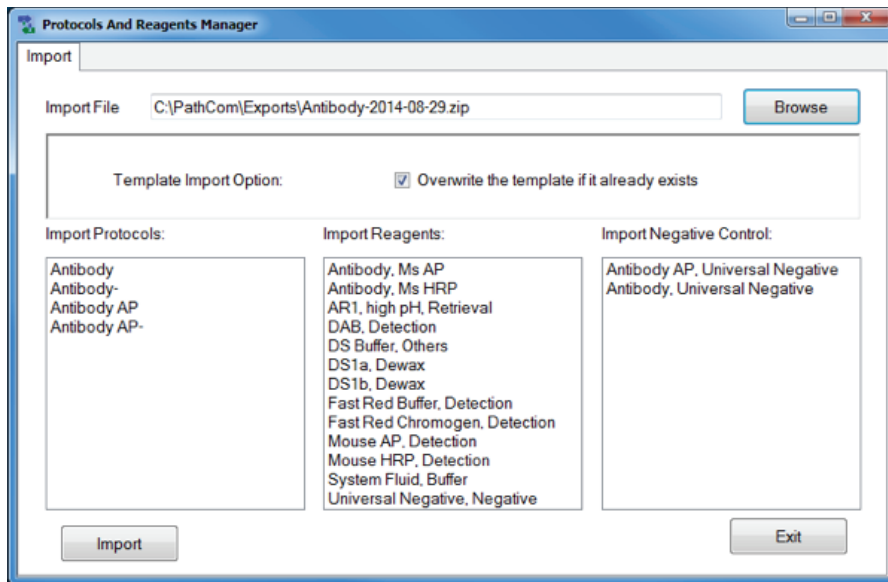 Protocols And Reagents Manager
Import
Import File C:\PathCom\Exports\Antibody-2014-08-29.zip Browse
Template Import Option: Overwrite the template if it already exists
Import Protocols:
Antibody
Antibody-
Antibody AP
Antibody AP-
Import Reagents:
Antibody, Ms AP
Antibody, Ms HRP
AR1, high pH, Retrieval
DAB, Detection
DS Buffer, Others
DS1a, Dewax
DS1b, Dewax
Fast Red Buffer, Detection
Fast Red Chromogen, Detection
Mouse AP, Detection
Mouse HRP, Detection
System Fluid, Buffer
Universal Negative, Negative
Import Negative Control:
Antibody AP, Universal Negative
Antibody, Universal Negative
Import
Exit